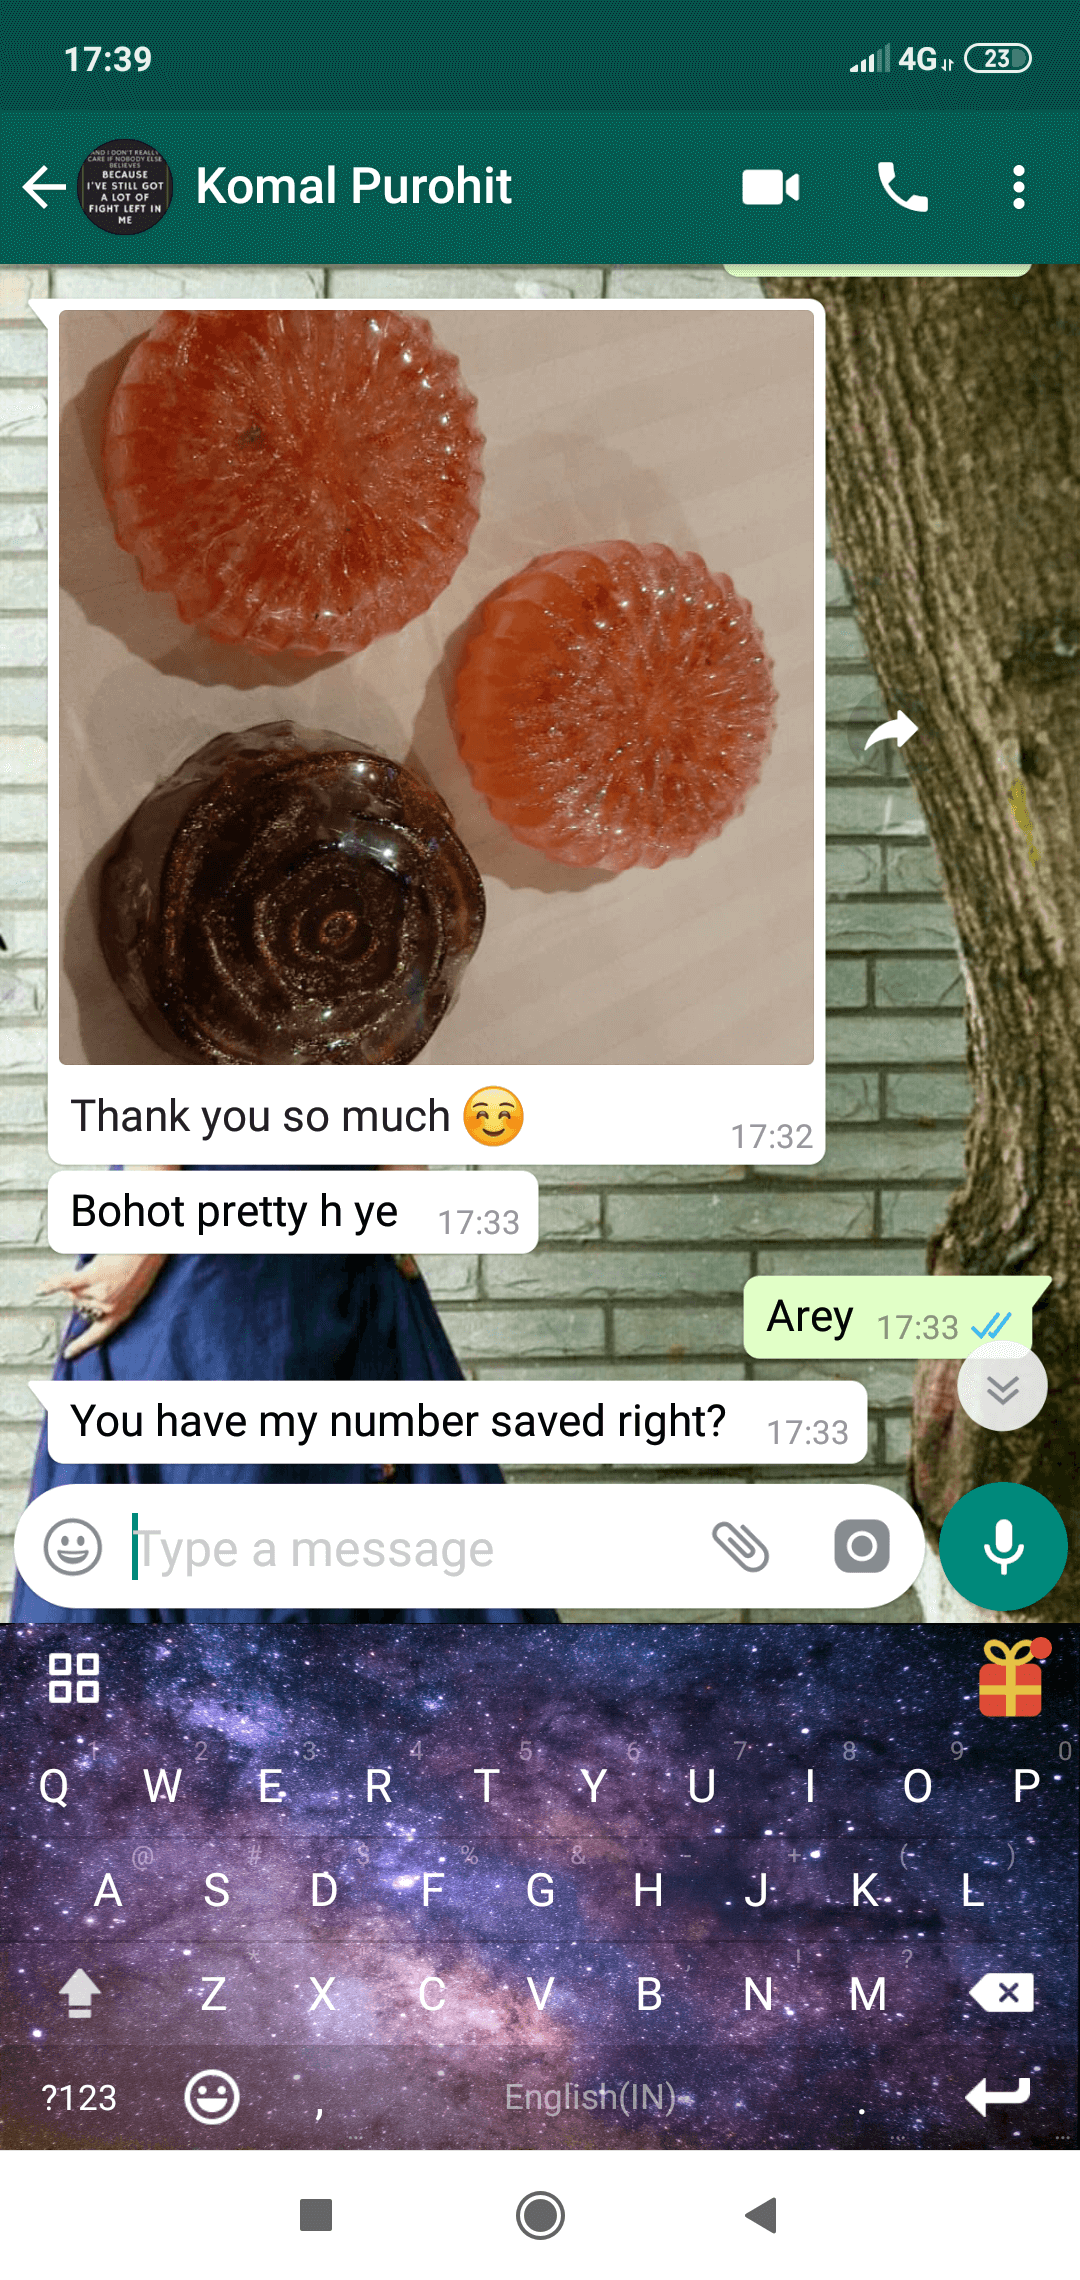 17:39
4G 23
AND I DON'T REALLY
CARE IF NOBODY ELSE
BELIEVES
BECAUSE
I'VE STILL GOT
A LOT OF
FIGHT LEFT IN
ME
Komal Purohit
Thank you so much ☺️
17:32
Bohot pretty h ye 17:33
Arey 17:33
You have my number saved right? 17:33
Type a message
1 2 3 4 5 6 7 8 9 0
Q W E R T Y U I O P
@ # $ % & - + ( )
A S D F G H J K L
* ' ! ?
Z X C V B N M
?123 , English(IN) .